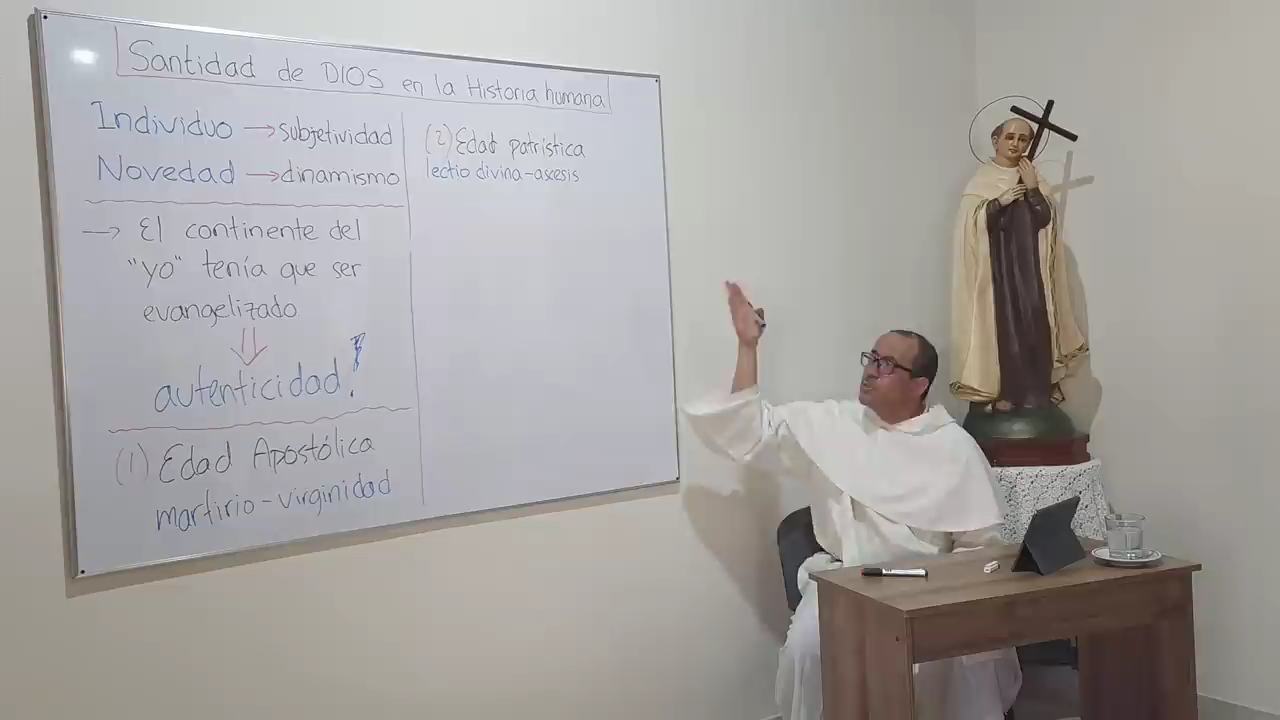 Santidad de DIOS en la Historia humana
Individuo → subjetividad
Novedad → dinamismo
→ El continente del
"yo" tenía que ser
evangelizado
⇓
autenticidad!
(1) Edad Apostólica
martirio - virginidad
(2) Edad patrística
lectio divina - ascesis